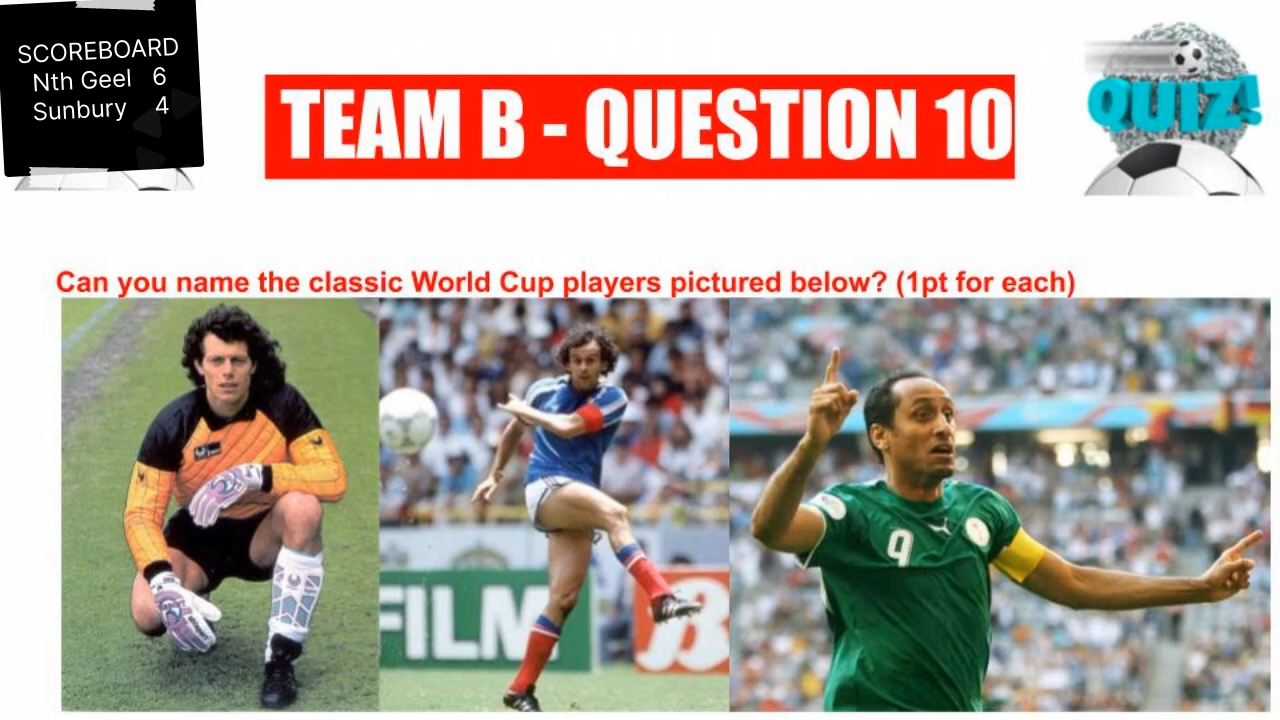 SCOREBOARD
Nth Geel 6
Sunbury 4
TEAM B - QUESTION 10
QUIZ!
Can you name the classic World Cup players pictured below? (1pt for each)
FILM
B
9